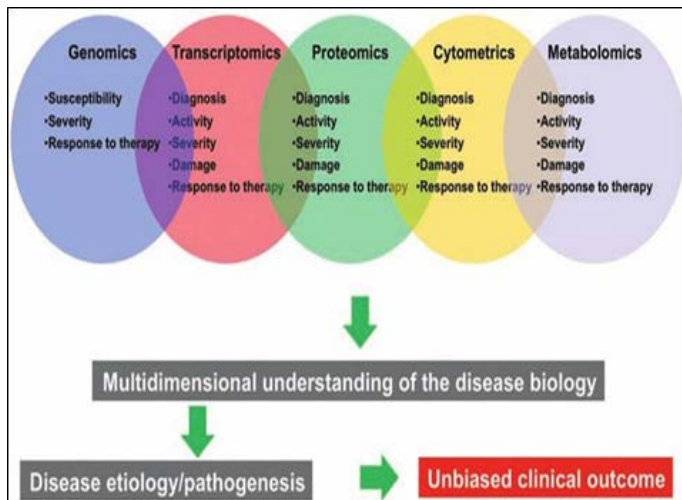 Genomics
•Susceptibility
•Severity
•Response to therapy
Transcriptomics
•Diagnosis
•Activity
•Severity
•Damage
•Response to therapy
Proteomics
•Diagnosis
•Activity
•Severity
•Damage
•Response to therapy
Cytometrics
•Diagnosis
•Activity
•Severity
•Damage
•Response to therapy
Metabolomics
•Diagnosis
•Activity
•Severity
•Damage
•Response to therapy
Multidimensional understanding of the disease biology
Disease etiology/pathogenesis
Unbiased clinical outcome